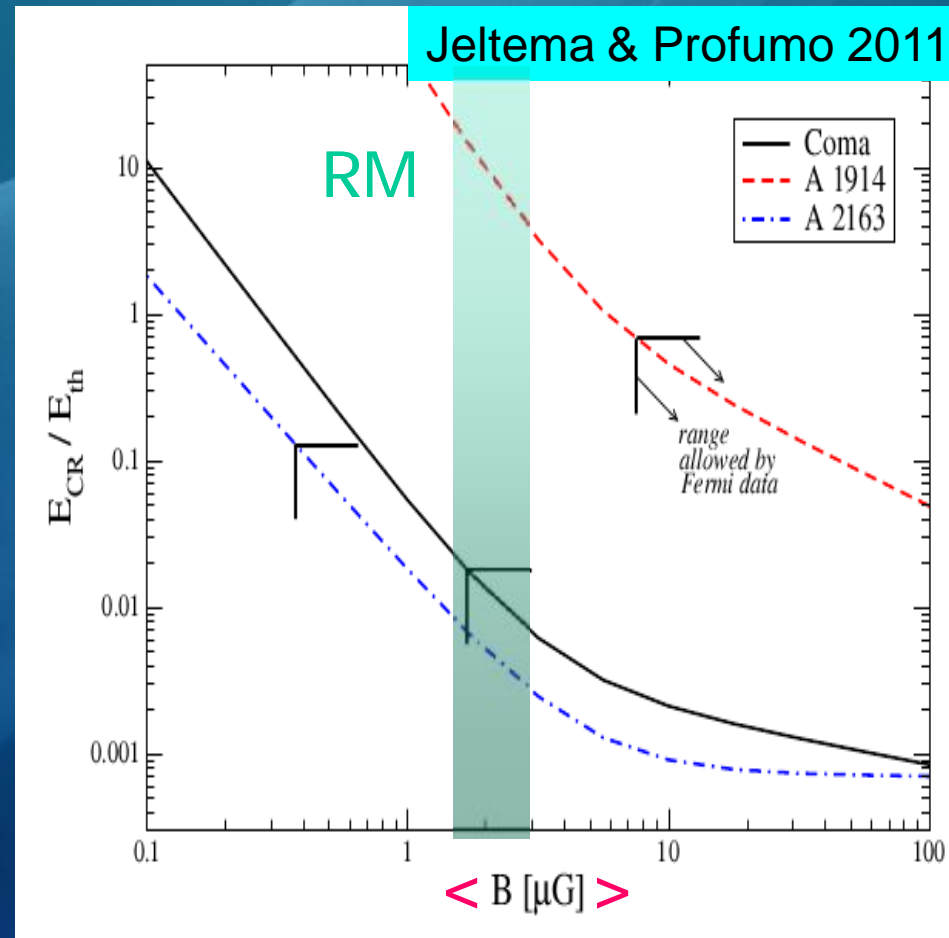 Jeltema & Profumo 2011
RM
Coma
A 1914
A 2163
10
1
0.1
0.01
0.001
E_CR / E_th
range
allowed by
Fermi data
0.1
1
10
100
< B [μG] >